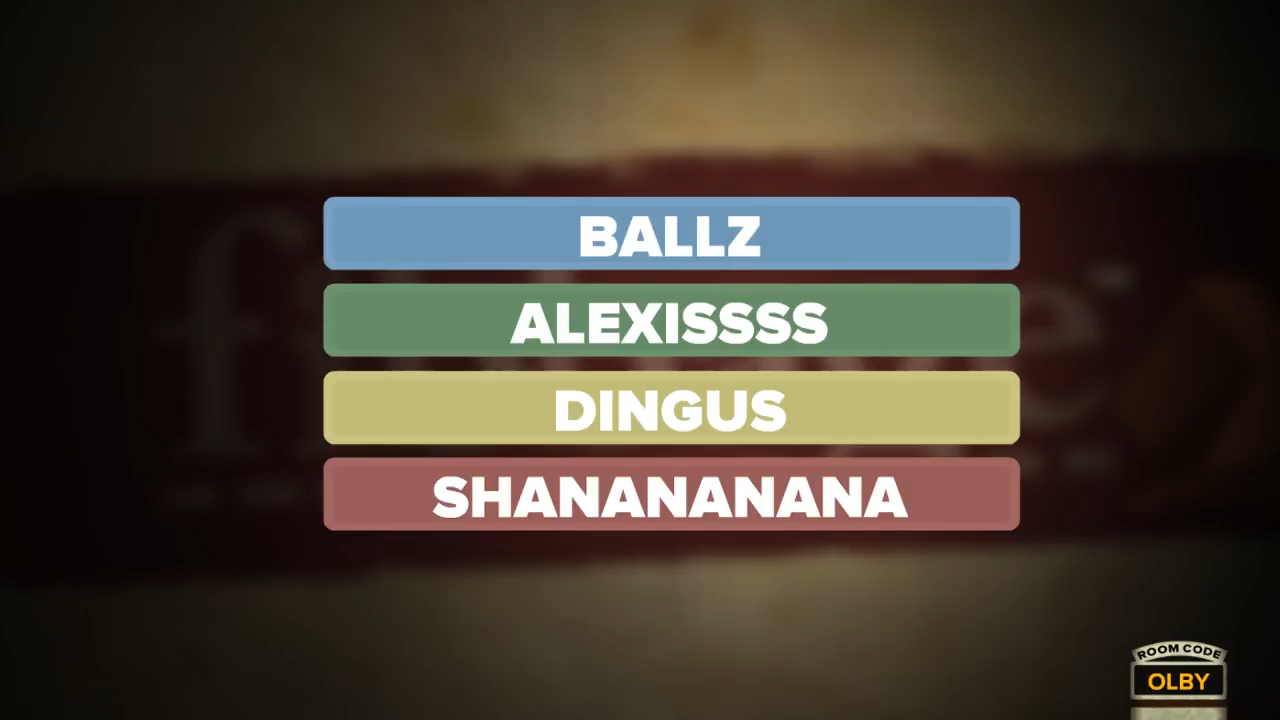 BALLZ
ALEXISSSS
DINGUS
SHANANANANA
ROOM CODE
OLBY